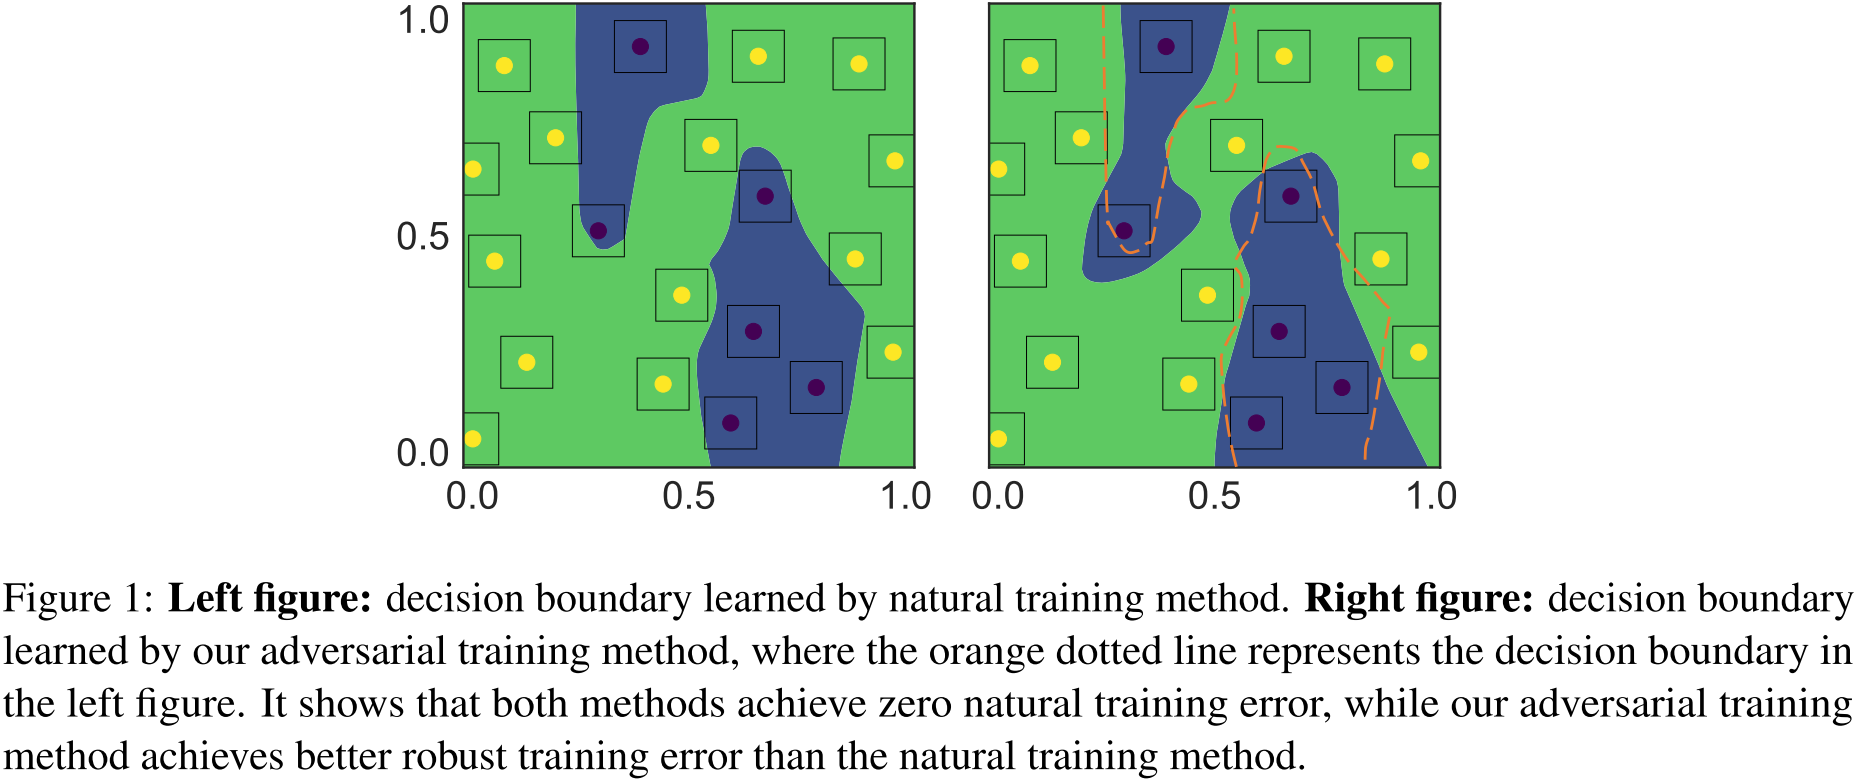 1.0
0.5
0.0
0.0 0.5 1.0 0.0 0.5 1.0
Figure 1: Left figure: decision boundary learned by natural training method. Right figure: decision boundary
learned by our adversarial training method, where the orange dotted line represents the decision boundary in
the left figure. It shows that both methods achieve zero natural training error, while our adversarial training
method achieves better robust training error than the natural training method.